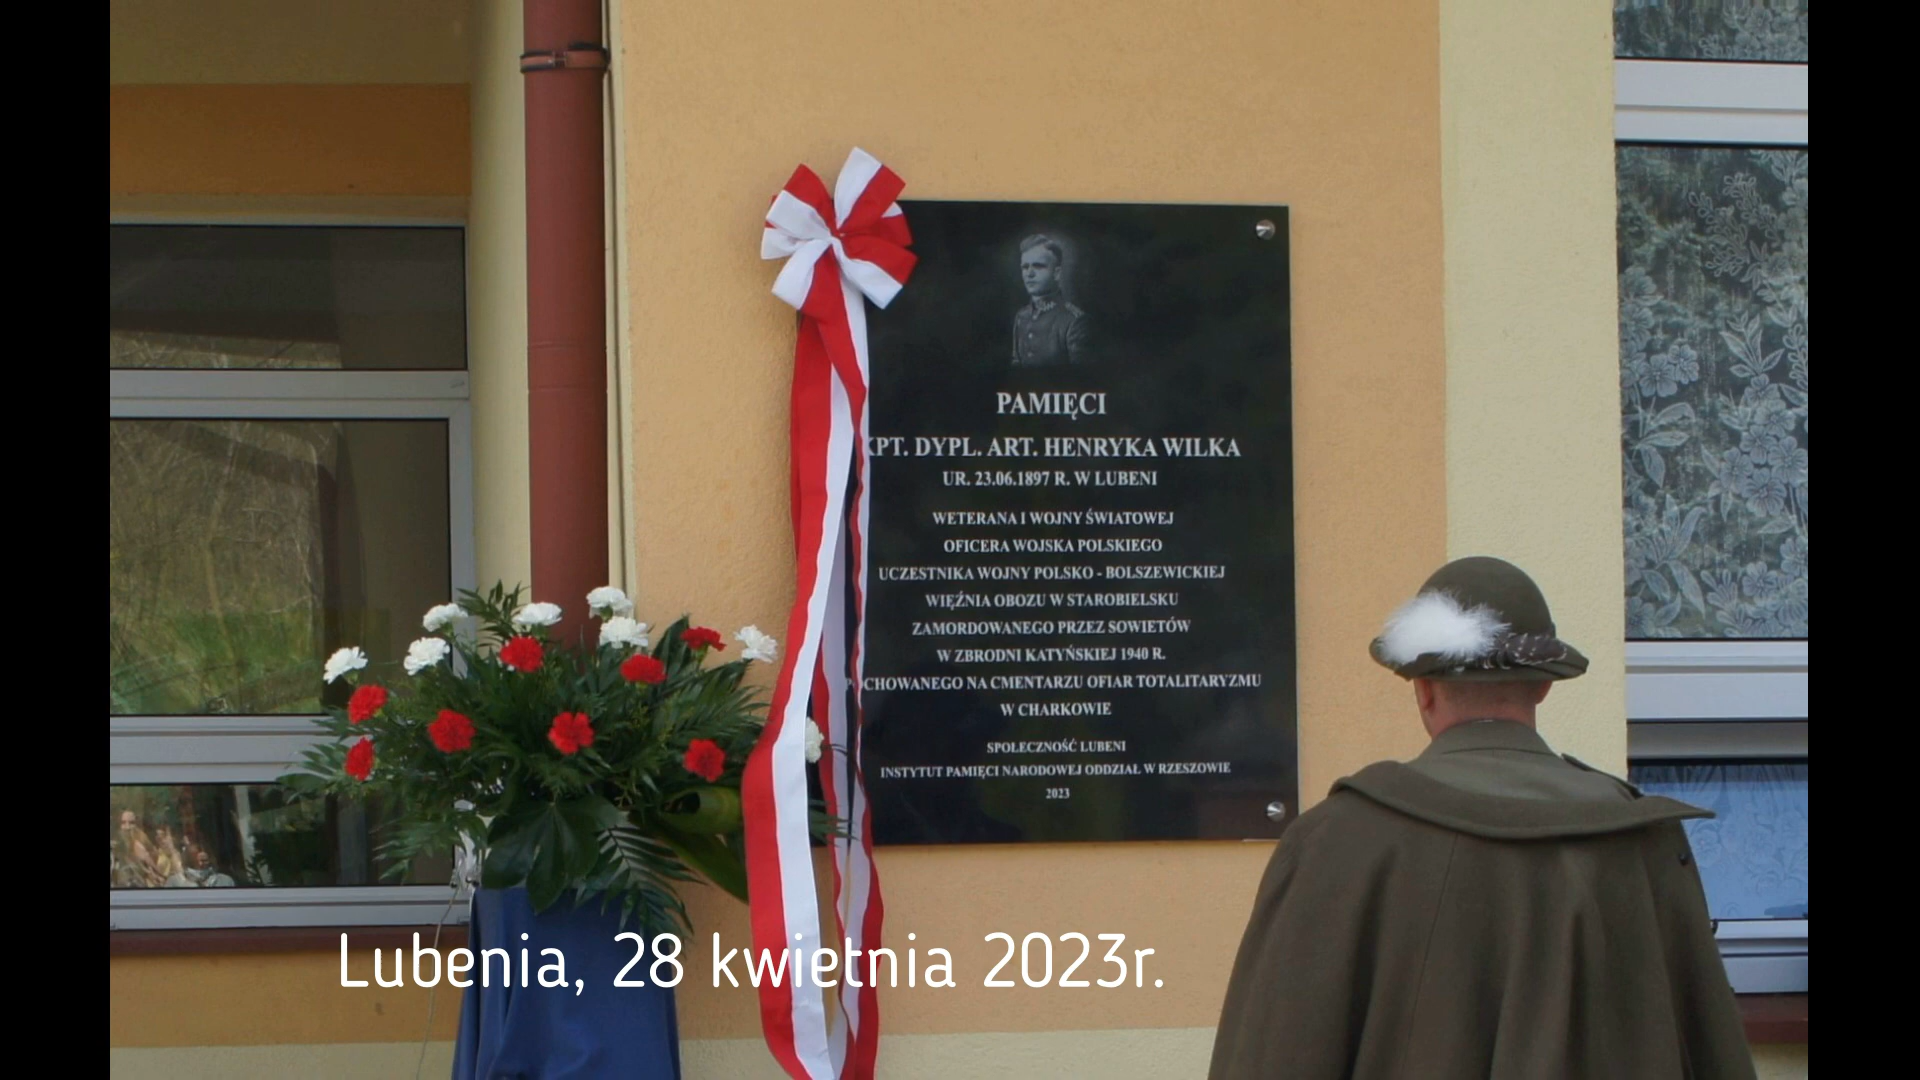 PAMIĘCI
KPT. DYPL. ART. HENRYKA WILKA
UR. 23.06.1897 R. W LUBENI
WETERANA I WOJNY ŚWIATOWEJ
OFICERA WOJSKA POLSKIEGO
UCZESTNIKA WOJNY POLSKO - BOLSZEWICKIEJ
WIĘŹNIA OBOZU W STAROBIELSKU
ZAMORDOWANEGO PRZEZ SOWIETÓW
W ZBRODNI KATYŃSKIEJ 1940 R.
POCHOWANEGO NA CMENTARZU OFIAR TOTALITARYZMU
W CHARKOWIE
SPOŁECZNOŚĆ LUBENI
INSTYTUT PAMIĘCI NARODOWEJ ODDZIAŁ W RZESZOWIE
2023
Lubenia, 28 kwietnia 2023r.